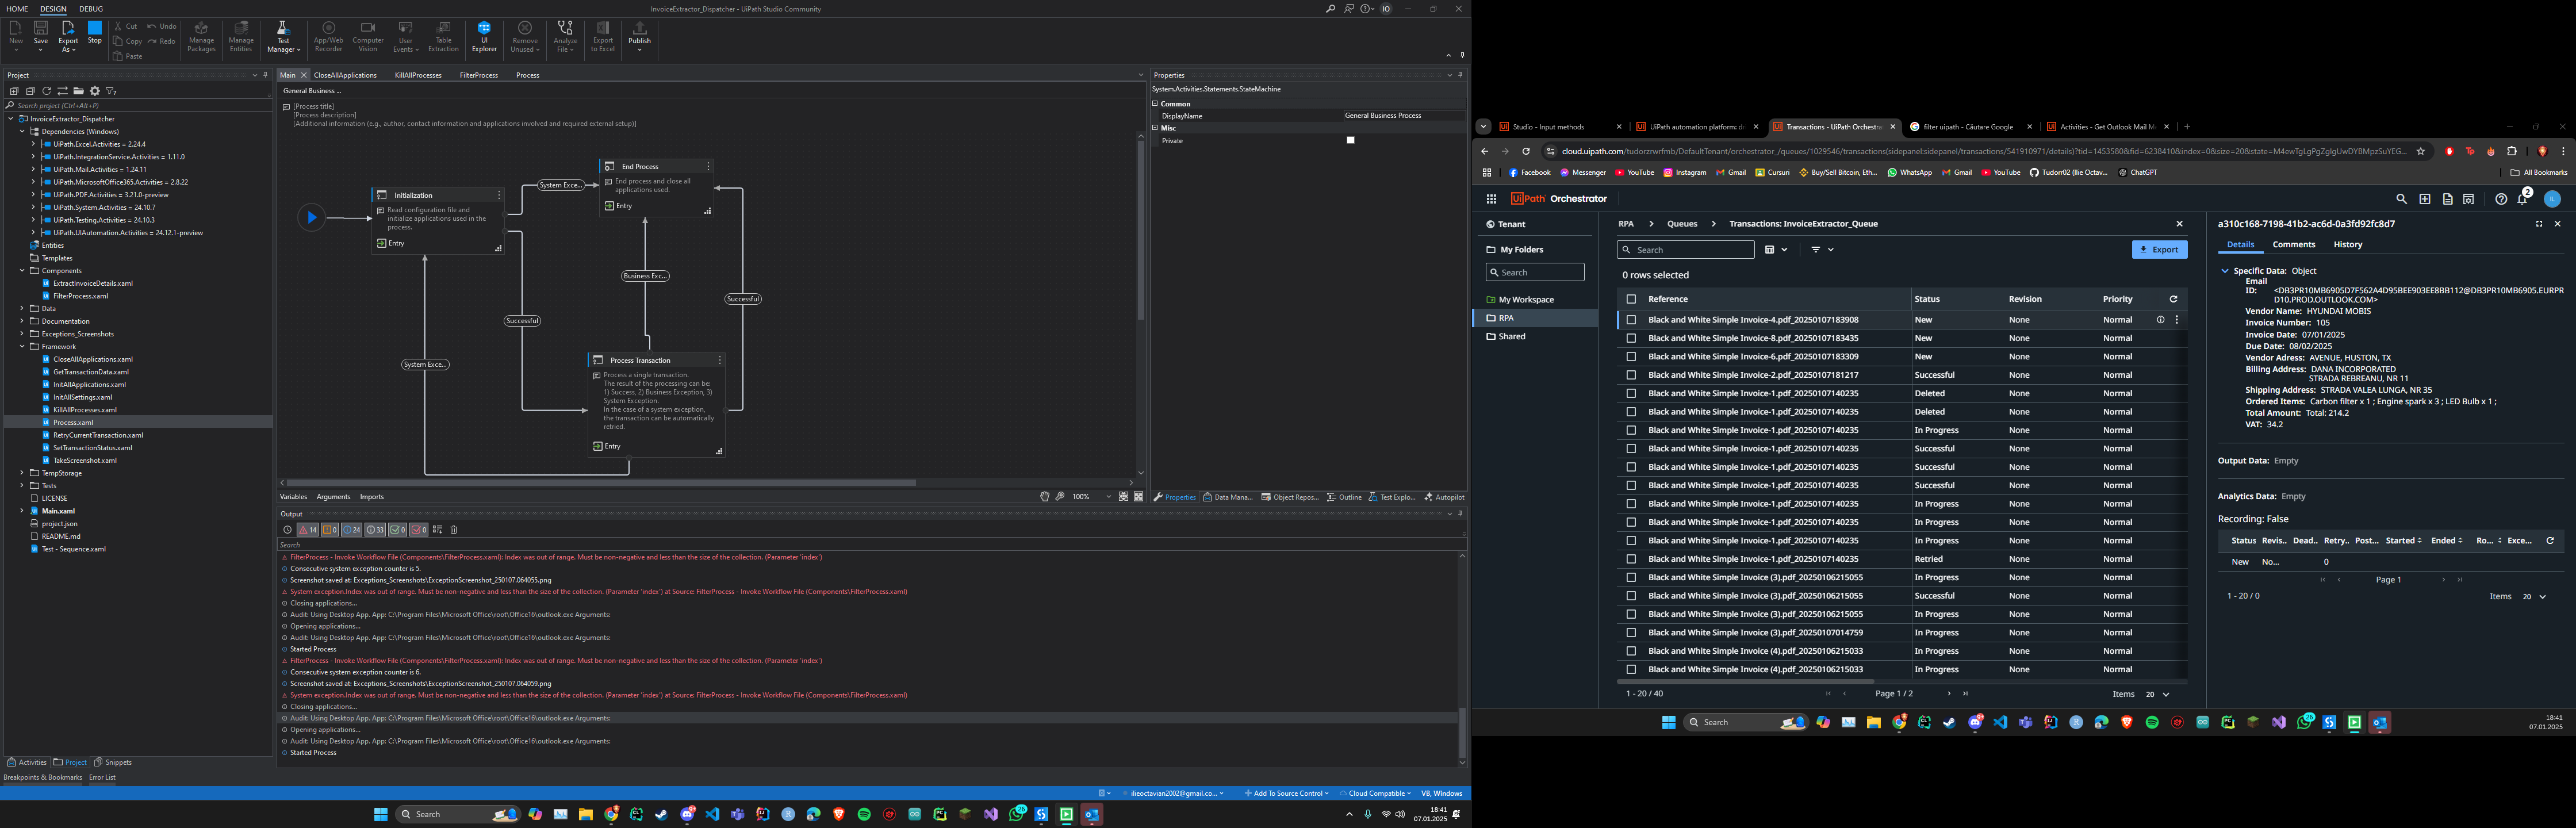 HOME DESIGN DEBUG
InvoiceExtractor_Dispatcher - UiPath Studio Community
IO
New
Save
Export As
Stop
Cut
Copy
Paste
Undo
Redo
Manage Packages
Manage Entities
Test Manager
App/Web Recorder
Computer Vision
User Events
Table Extraction
UI Explorer
Remove Unused
Analyze File
Export to Excel
Publish
Project
Search project (Ctrl+Alt+P)
InvoiceExtractor_Dispatcher
Dependencies (Windows)
UiPath.Excel.Activities = 2.24.4
UiPath.IntegrationService.Activities = 1.11.0
UiPath.Mail.Activities = 1.24.11
UiPath.MicrosoftOffice365.Activities = 2.8.22
UiPath.PDF.Activities = 3.21.0-preview
UiPath.System.Activities = 24.10.7
UiPath.Testing.Activities = 24.10.3
UiPath.UIAutomation.Activities = 24.12.1-preview
Entities
Templates
Components
ExtractInvoiceDetails.xaml
FilterProcess.xaml
Data
Documentation
Exceptions_Screenshots
Framework
CloseAllApplications.xaml
GetTransactionData.xaml
InitAllApplications.xaml
InitAllSettings.xaml
KillAllProcesses.xaml
Process.xaml
RetryCurrentTransaction.xaml
SetTransactionStatus.xaml
TakeScreenshot.xaml
TempStorage
Tests
LICENSE
Main.xaml
project.json
README.md
Test - Sequence.xaml
Activities Project Snippets
Breakpoints & Bookmarks Error List
Main CloseAllApplications KillAllProcesses FilterProcess Process
General Business ...
[Process title]
[Process description]
[Additional information (e.g., author, contact information and applications involved and required external setup)]
Initialization
Read configuration file and
initialize applications used in the
process.
Entry
System Exce...
End Process
End process and close all
applications used.
Entry
Business Exc...
Successful
Successful
System Exce...
Process Transaction
Process a single transaction.
The result of the processing can be:
1) Success, 2) Business Exception, 3)
System Exception.
In the case of a system exception,
the transaction can be automatically
retried.
Entry
Variables Arguments Imports
100%
Properties
System.Activities.Statements.StateMachine
Common
DisplayName General Business Process
Misc
Private
Properties Data Mana... Object Repos... Outline Test Explo... Autopilot
Output
14 0 24 33 0 0
Search
FilterProcess - Invoke Workflow File (Components\FilterProcess.xaml): Index was out of range. Must be non-negative and less than the size of the collection. (Parameter 'index')
Consecutive system exception counter is 5.
Screenshot saved at: Exceptions_Screenshots\ExceptionScreenshot_250107.064055.png
System exception.Index was out of range. Must be non-negative and less than the size of the collection. (Parameter 'index') at Source: FilterProcess - Invoke Workflow File (Components\FilterProcess.xaml)
Closing applications...
Audit: Using Desktop App. App: C:\Program Files\Microsoft Office\root\Office16\outlook.exe Arguments:
Opening applications...
Audit: Using Desktop App. App: C:\Program Files\Microsoft Office\root\Office16\outlook.exe Arguments:
Started Process
FilterProcess - Invoke Workflow File (Components\FilterProcess.xaml): Index was out of range. Must be non-negative and less than the size of the collection. (Parameter 'index')
Consecutive system exception counter is 6.
Screenshot saved at: Exceptions_Screenshots\ExceptionScreenshot_250107.064059.png
System exception.Index was out of range. Must be non-negative and less than the size of the collection. (Parameter 'index') at Source: FilterProcess - Invoke Workflow File (Components\FilterProcess.xaml)
Closing applications...
Audit: Using Desktop App. App: C:\Program Files\Microsoft Office\root\Office16\outlook.exe Arguments:
Opening applications...
Audit: Using Desktop App. App: C:\Program Files\Microsoft Office\root\Office16\outlook.exe Arguments:
Started Process
ilieoctavian2002@gmail.co... Add To Source Control Cloud Compatible VB, Windows
Search
18:41
07.01.2025
Studio - Input methods
UiPath automation platform: d
Transactions - UiPath Orchestra
filter uipath - Căutare Google
Activities - Get Outlook Mail M
cloud.uipath.com/tudorzrwrfmb/DefaultTenant/orchestrator_/queues/1029546/transactions(sidepanel:sidepanel/transactions/541910971/details)?tid=1453580&fid=6238410&index=0&size=20&state=M4ewTgLgPgZglgUwDYBMpzSuYEG...
Facebook Messenger YouTube Instagram Gmail Cursuri Buy/Sell Bitcoin, Eth... WhatsApp Gmail YouTube Tudorr02 (Ilie Octav... ChatGPT All Bookmarks
UiPath Orchestrator
2
IL
Tenant
My Folders
Search
My Workspace
RPA
Shared
RPA > Queues > Transactions: InvoiceExtractor_Queue
Search
Export
0 rows selected
Reference Status Revision Priority
Black and White Simple Invoice-4.pdf_20250107183908 New None Normal
Black and White Simple Invoice-8.pdf_20250107183435 New None Normal
Black and White Simple Invoice-6.pdf_20250107183309 New None Normal
Black and White Simple Invoice-2.pdf_20250107181217 Successful None Normal
Black and White Simple Invoice-1.pdf_20250107140235 Deleted None Normal
Black and White Simple Invoice-1.pdf_20250107140235 Deleted None Normal
Black and White Simple Invoice-1.pdf_20250107140235 In Progress None Normal
Black and White Simple Invoice-1.pdf_20250107140235 Successful None Normal
Black and White Simple Invoice-1.pdf_20250107140235 Successful None Normal
Black and White Simple Invoice-1.pdf_20250107140235 Successful None Normal
Black and White Simple Invoice-1.pdf_20250107140235 In Progress None Normal
Black and White Simple Invoice-1.pdf_20250107140235 In Progress None Normal
Black and White Simple Invoice-1.pdf_20250107140235 In Progress None Normal
Black and White Simple Invoice-1.pdf_20250107140235 Retried None Normal
Black and White Simple Invoice (3).pdf_20250106215055 In Progress None Normal
Black and White Simple Invoice (3).pdf_20250106215055 Successful None Normal
Black and White Simple Invoice (3).pdf_20250106215055 In Progress None Normal
Black and White Simple Invoice (3).pdf_20250107014759 In Progress None Normal
Black and White Simple Invoice (4).pdf_20250106215033 In Progress None Normal
Black and White Simple Invoice (4).pdf_20250106215033 In Progress None Normal
1 - 20 / 40 Page 1 / 2 Items 20
a310c168-7198-41b2-ac6d-0a3fd92fc8d7
Details Comments History
Specific Data: Object
Email ID: <DB3PR10MB6905D7F562A4D95BEE903EE8BB112@DB3PR10MB6905.EURPR
D10.PROD.OUTLOOK.COM>
Vendor Name: HYUNDAI MOBIS
Invoice Number: 105
Invoice Date: 07/01/2025
Due Date: 08/02/2025
Vendor Adress: AVENUE, HUSTON, TX
Billing Address: DANA INCORPORATED
STRADA REBREANU, NR 11
Shipping Address: STRADA VALEA LUNGA, NR 35
Ordered Items: Carbon filter x 1 ; Engine spark x 3 ; LED Bulb x 1 ;
Total Amount: Total: 214.2
VAT: 34.2
Output Data: Empty
Analytics Data: Empty
Recording: False
Status Revis.. Dead.. Retry.. Post... Started Ended Ro... Exce...
New No... 0
Page 1
1 - 20 / 0
Items 20
Search
18:41
07.01.2025